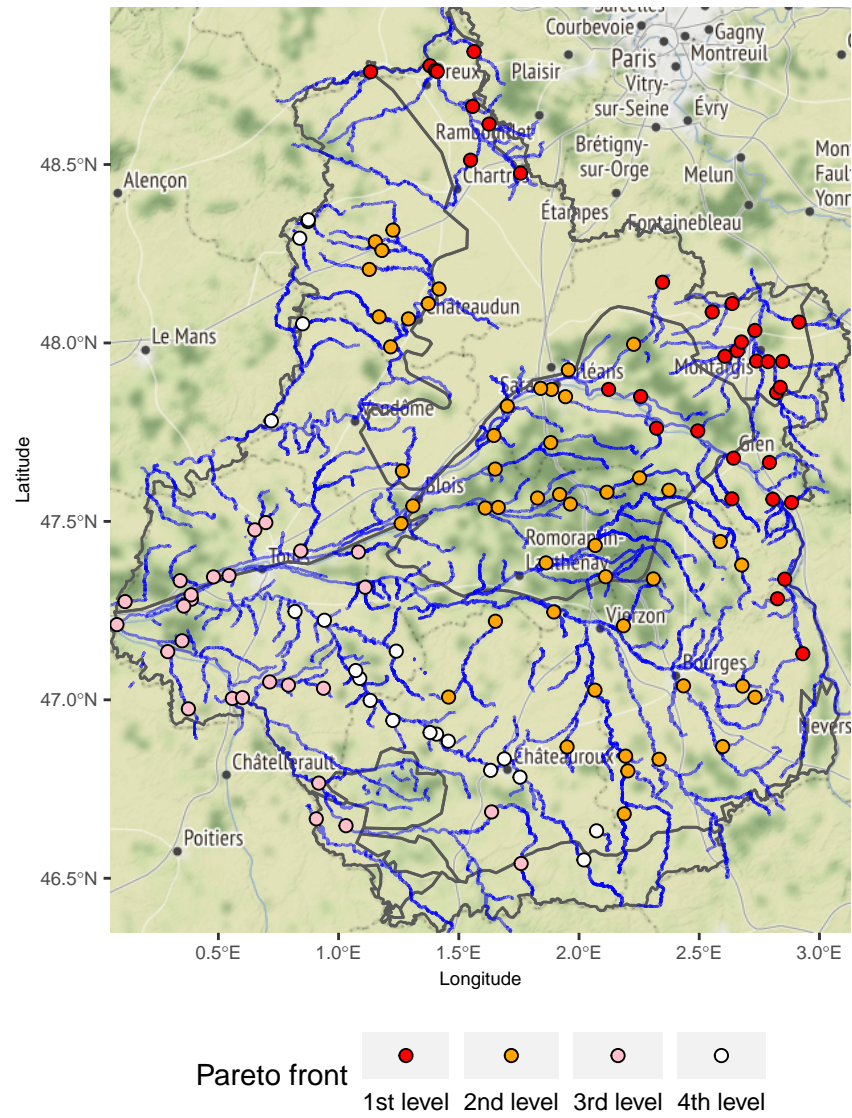 Courbevoie
Gagny
Montreuil
Paris
Plaisir
Vitry-
sur-Seine
Évry
Rambouillet
Brétigny-
sur-Orge
Melun
48.5°N
Alençon
Étampes
Fontainebleau
Châteaudun
48.0°N
Le Mans
Montargis
Vendôme
Gien
Latitude
Blois
47.5°N
Romorantin-
Lanthenay
Tours
Vierzon
Bourges
47.0°N
Nevers
Châtellerault
Châteauroux
Poitiers
46.5°N
0.5°E
1.0°E
1.5°E
2.0°E
2.5°E
3.0°E
Longitude
Pareto front
1st level
2nd level
3rd level
4th level